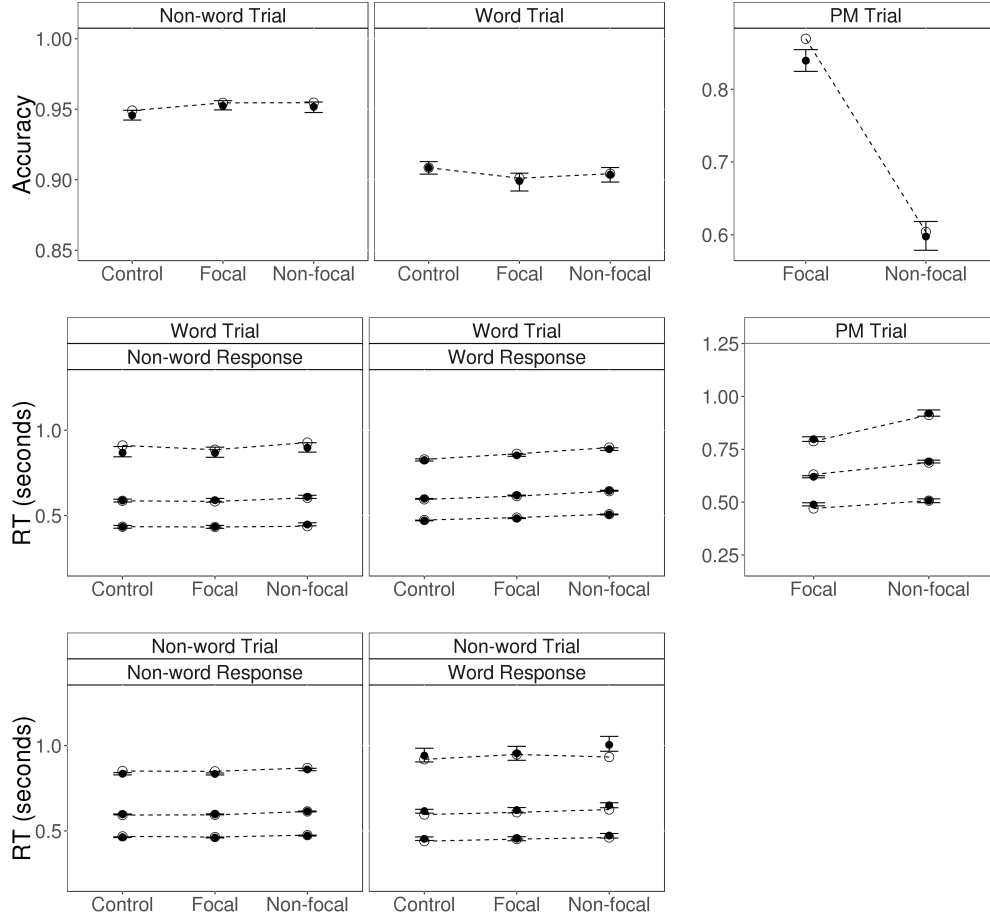 Non-word Trial
Word Trial
PM Trial
Accuracy
1.00
0.95
0.90
0.85
0.8
0.7
0.6
Control
Focal
Non-focal
Control
Focal
Non-focal
Focal
Non-focal
Word Trial
Non-word Response
Word Trial
Word Response
PM Trial
RT (seconds)
1.0
0.5
1.25
1.00
0.75
0.50
0.25
Control
Focal
Non-focal
Control
Focal
Non-focal
Focal
Non-focal
Non-word Trial
Non-word Response
Non-word Trial
Word Response
RT (seconds)
1.0
0.5
Control
Focal
Non-focal
Control
Focal
Non-focal